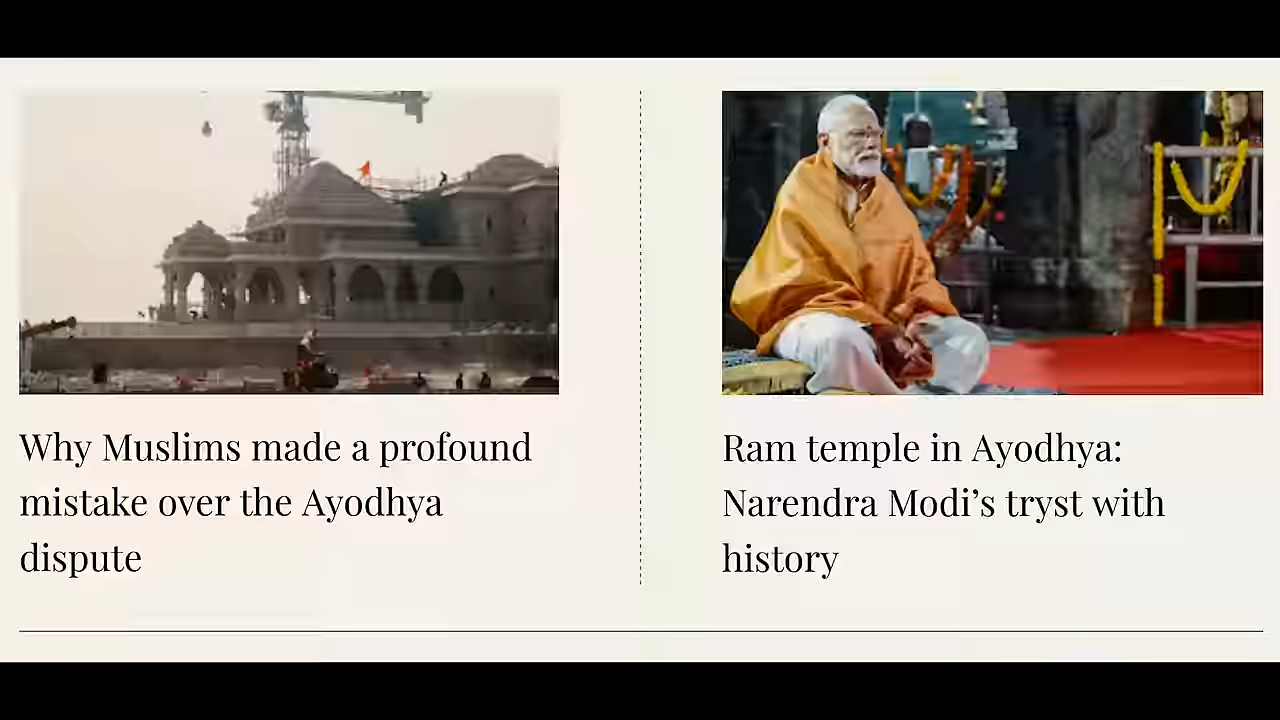 Why Muslims made a profound
mistake over the Ayodhya
dispute
Ram temple in Ayodhya:
Narendra Modi’s tryst with
history